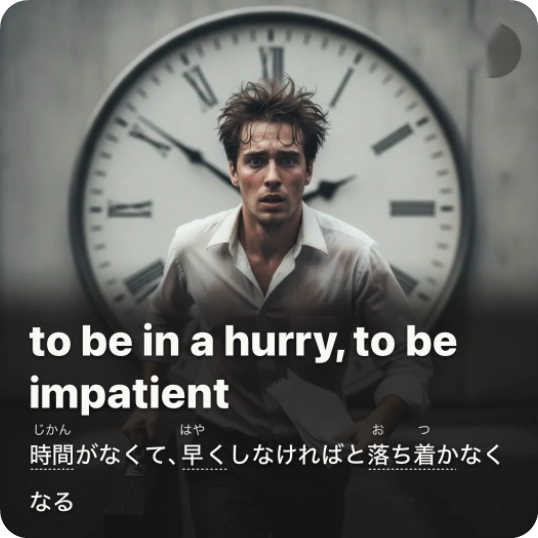 to be in a hurry, to be
impatient
じかん はや お つ
時間がなくて、早くしなければと落ち着かなく
なる